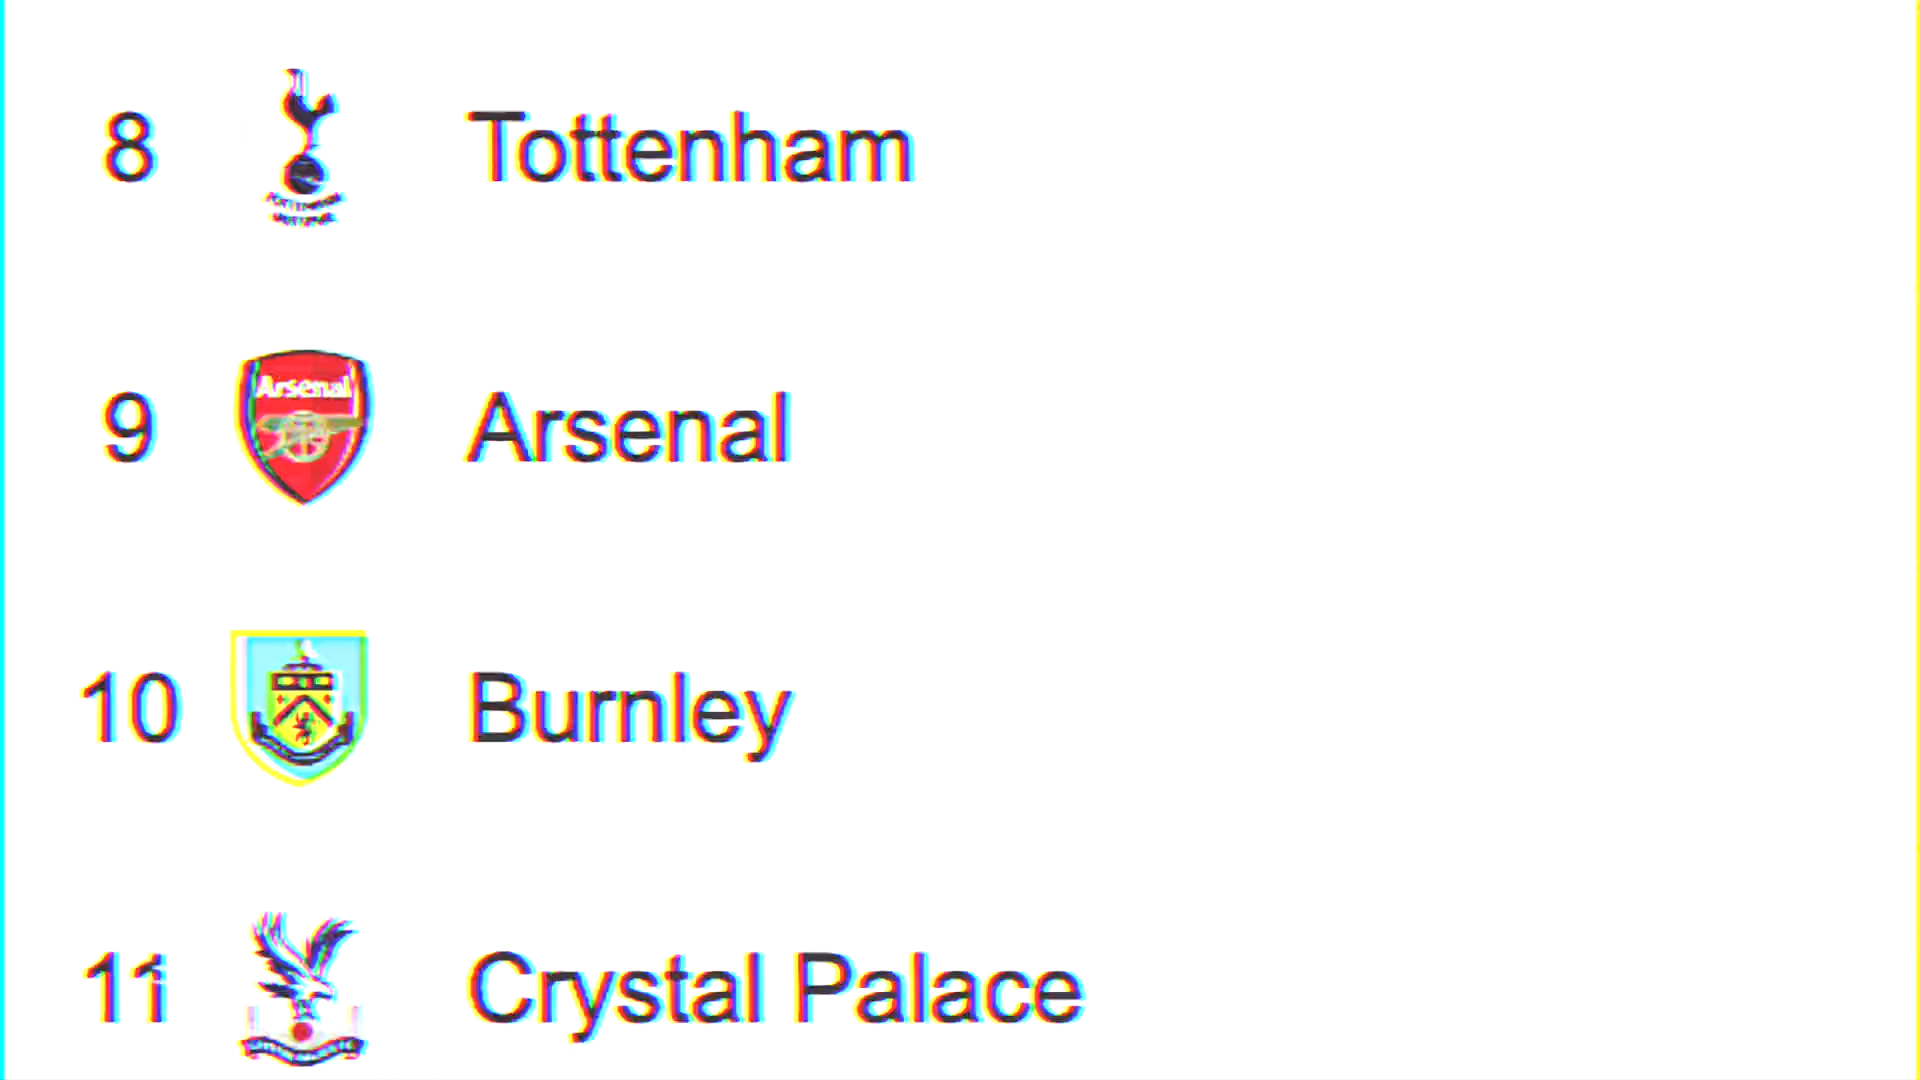 8 Tottenham
Arsenal
9 Arsenal
10 Burnley
11 Crystal Palace